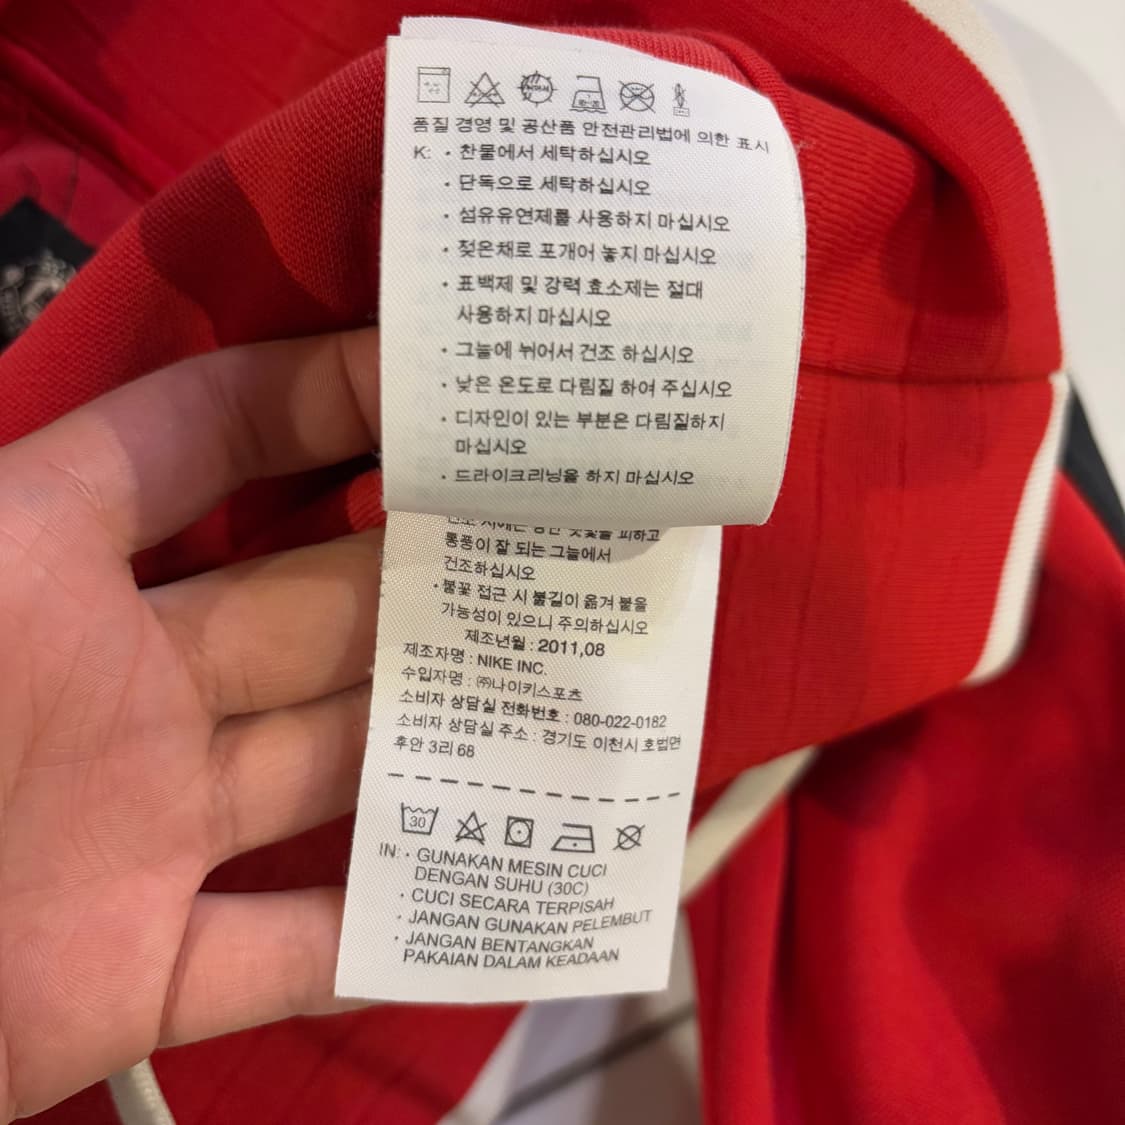 품질 경영 및 공산품 안전관리법에 의한 표시
K: • 찬물에서 세탁하십시오
• 단독으로 세탁하십시오
• 섬유유연제를 사용하지 마십시오
• 젖은채로 포개어 놓지 마십시오
• 표백제 및 강력 효소제는 절대
사용하지 마십시오
• 그늘에 뉘어서 건조 하십시오
• 낮은 온도로 다림질 하여 주십시오
• 디자인이 있는 부분은 다림질하지
마십시오
• 드라이크리닝을 하지 마십시오
피하고
통풍이 잘 되는 그늘에서
건조하십시오
• 불꽃 접근 시 불길이 옮겨 붙을
가능성이 있으니 주의하십시오
제조년월 : 2011,08
제조자명 : NIKE INC.
수입자명 : ㈜나이키스포츠
소비자 상담실 전화번호 : 080-022-0182
소비자 상담실 주소 : 경기도 이천시 호법면
후안 3리 68
30
IN: • GUNAKAN MESIN CUCI
DENGAN SUHU (30C)
• CUCI SECARA TERPISAH
• JANGAN GUNAKAN PELEMBUT
• JANGAN BENTANGKAN
PAKAIAN DALAM KEADAAN